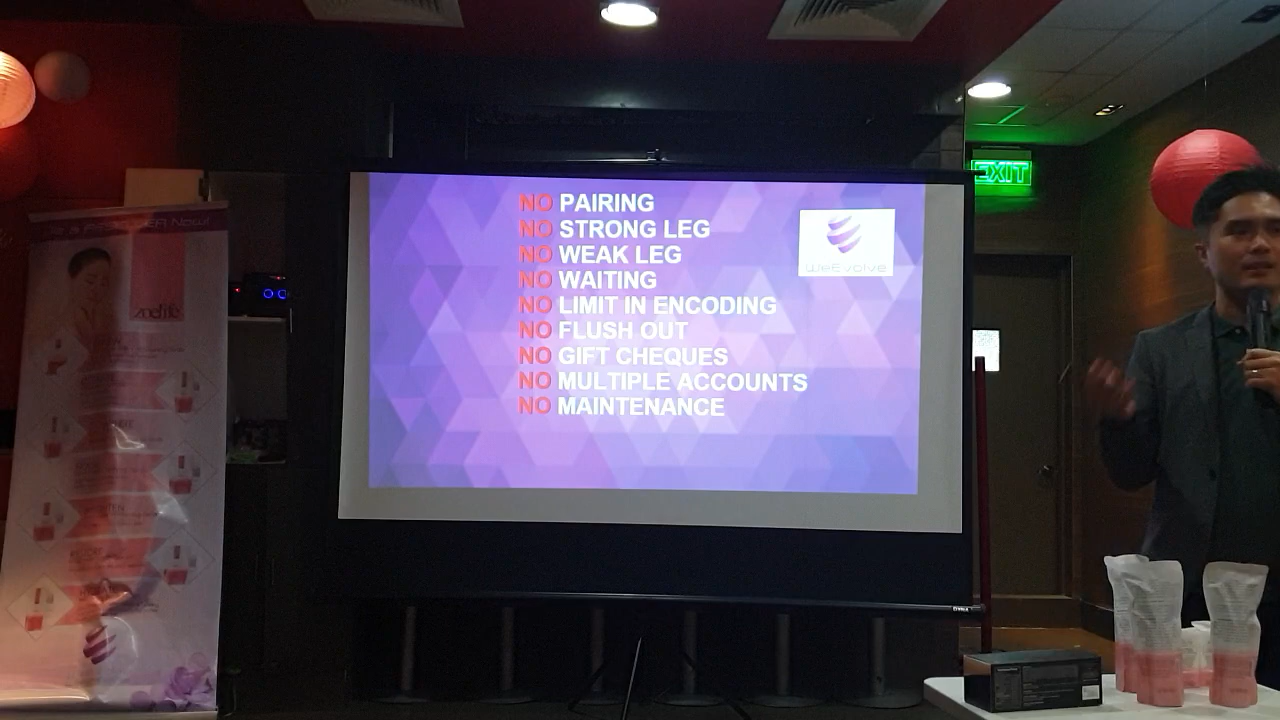 NO PAIRING
NO STRONG LEG
NO WEAK LEG
NO WAITING
NO LIMIT IN ENCODING
NO FLUSH OUT
NO GIFT CHEQUES
NO MULTIPLE ACCOUNTS
NO MAINTENANCE
WeEvolve
EXIT
zoelife